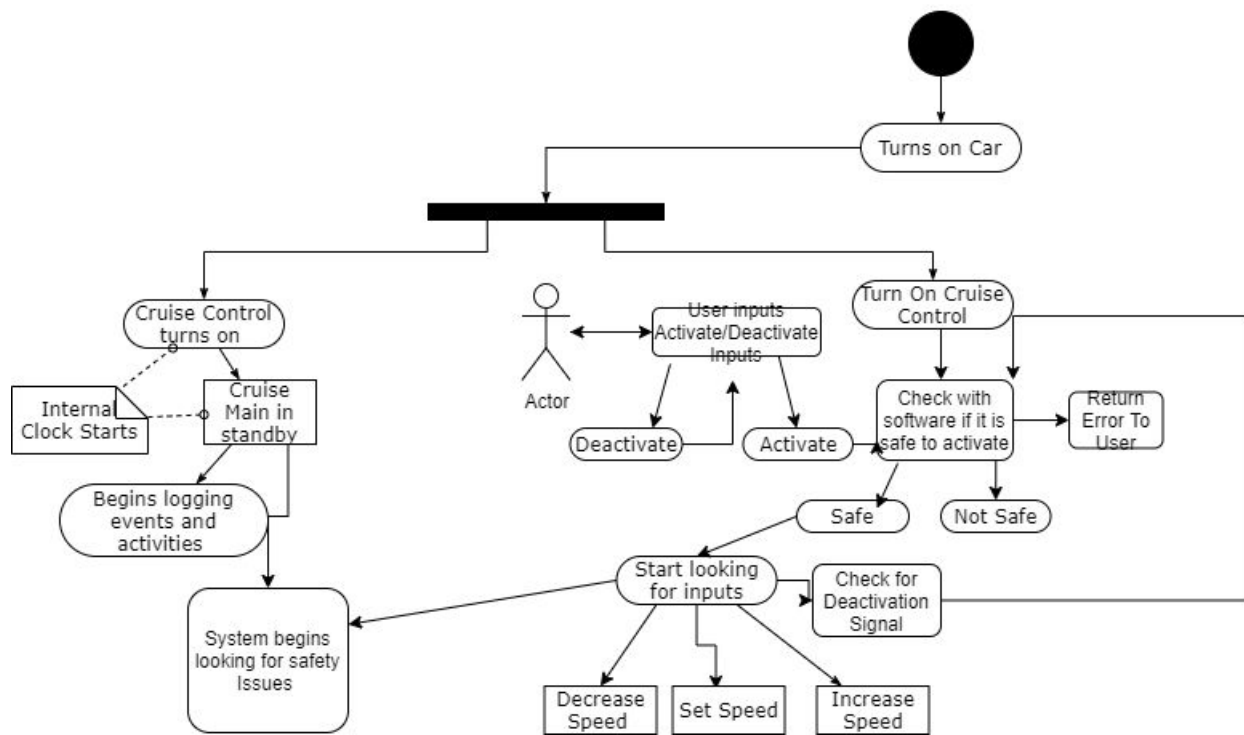 Turns on Car
Cruise Control
turns on
Turn On Cruise
Control
User inputs
Activate/Deactivate
Inputs
Actor
Internal
Clock Starts
Cruise
Main in
standby
Deactivate
Activate
Check with
software if it is
safe to activate
Return
Error To
User
Begins logging
events and
activities
Safe
Not Safe
Start looking
for inputs
Check for
Deactivation
Signal
System begins
looking for safety
Issues
Decrease
Speed
Set Speed
Increase
Speed